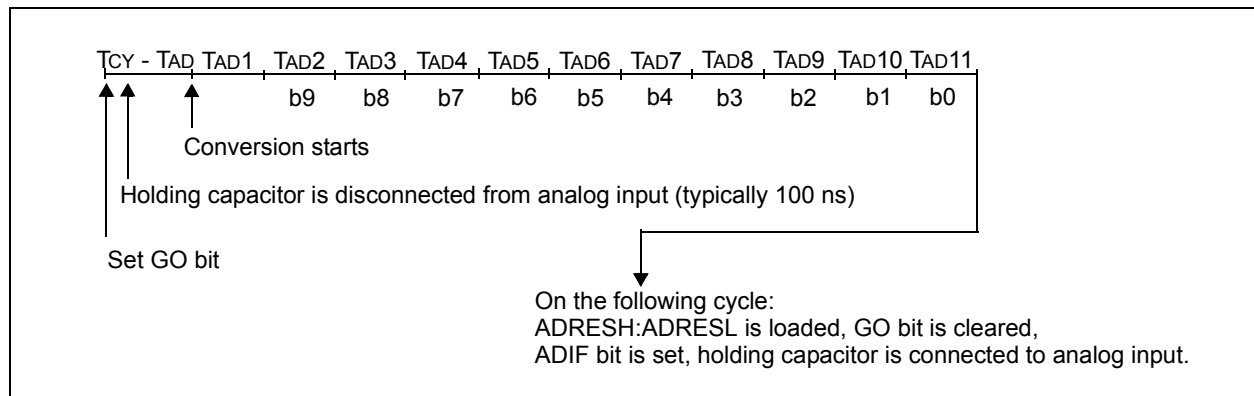 TCY - TAD TAD1 TAD2 TAD3 TAD4 TAD5 TAD6 TAD7 TAD8 TAD9 TAD10 TAD11
b9 b8 b7 b6 b5 b4 b3 b2 b1 b0
Conversion starts
Holding capacitor is disconnected from analog input (typically 100 ns)
Set GO bit
On the following cycle:
ADRESH:ADRESL is loaded, GO bit is cleared,
ADIF bit is set, holding capacitor is connected to analog input.